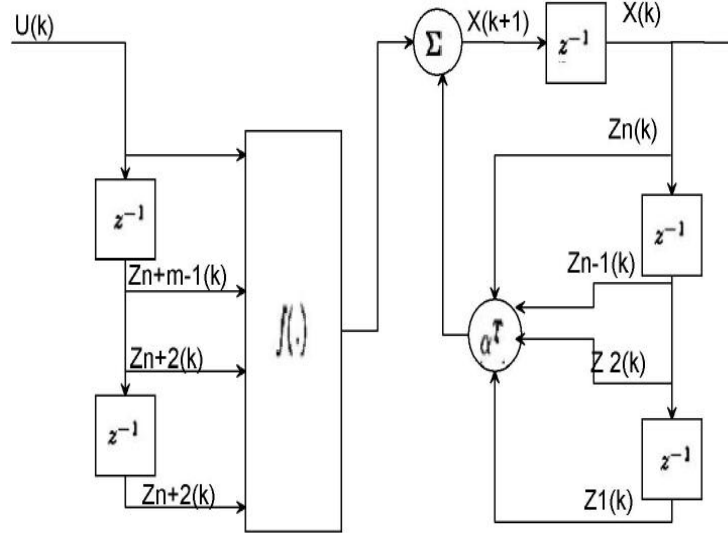 U(k)
Σ
X(k+1)
z⁻¹
X(k)
Zn(k)
z⁻¹
z⁻¹
Zn-1(k)
Zn+m-1(k)
f(.)
αᵀ
Zn+2(k)
Z 2(k)
z⁻¹
z⁻¹
Zn+2(k)
Z1(k)